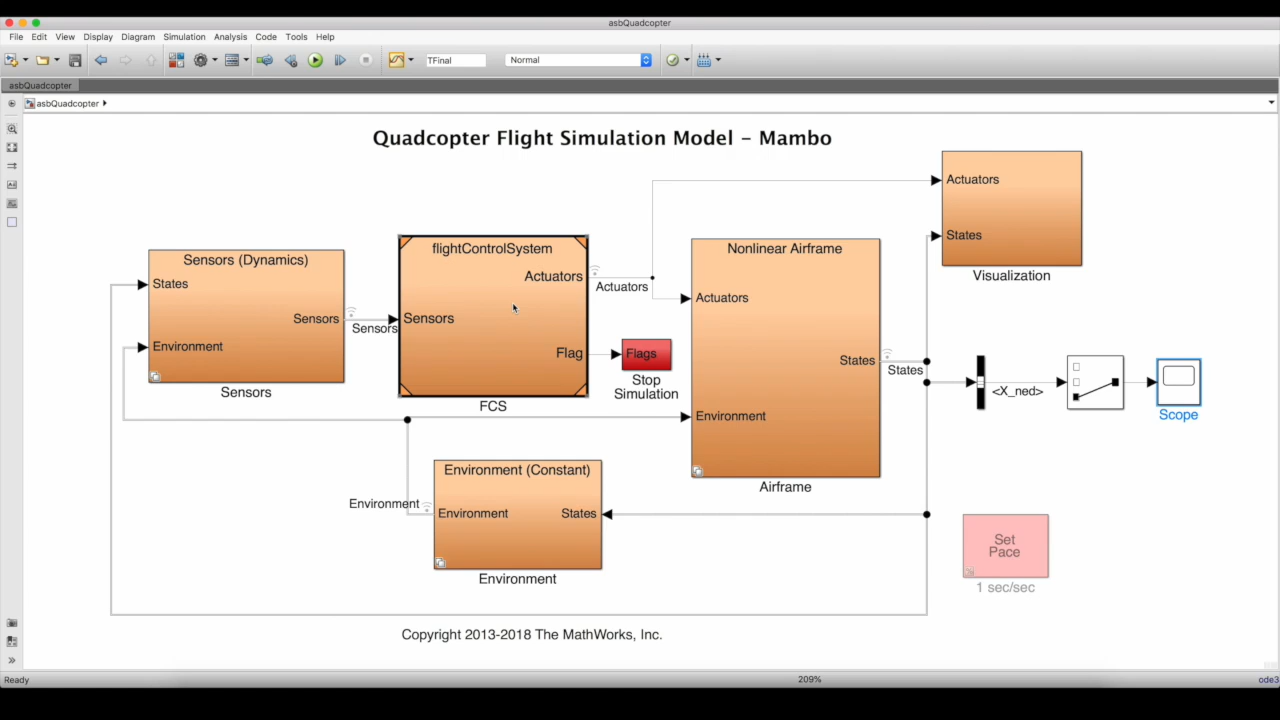 asbQuadcopter
File Edit View Display Diagram Simulation Analysis Code Tools Help
TFinal
Normal
asbQuadcopter
asbQuadcopter
Quadcopter Flight Simulation Model – Mambo
Actuators
States
Visualization
Sensors (Dynamics)
States
Sensors
Environment
Sensors
Sensors
flightControlSystem
Actuators
Sensors
Flag
FCS
Actuators
Flags
Stop
Simulation
Nonlinear Airframe
Actuators
States
Environment
Airframe
States
<X_ned>
Scope
Environment (Constant)
Environment
States
Environment
Environment
Set
Pace
1 sec/sec
Copyright 2013-2018 The MathWorks, Inc.
Ready
209%
ode3